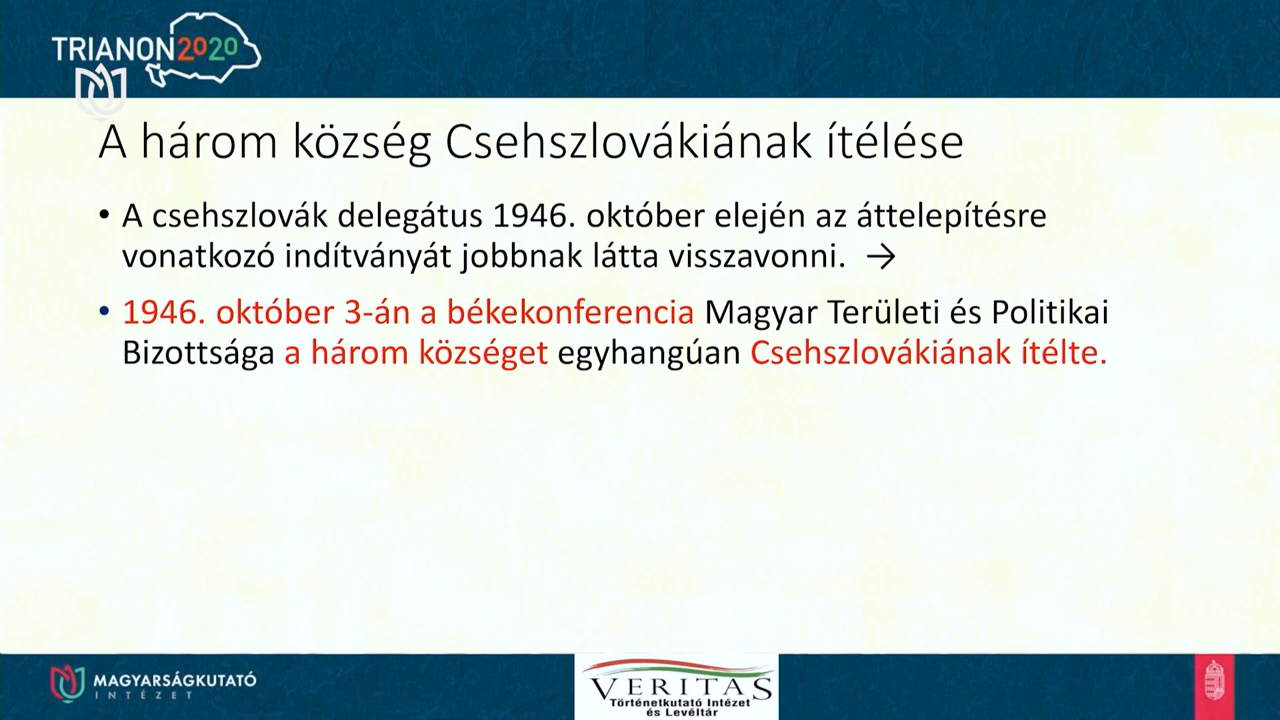 TRIANON2020
A három község Csehszlovákiának ítélése
• A csehszlovák delegátus 1946. október elején az áttelepítésre
vonatkozó indítványát jobbnak látta visszavonni. →
• 1946. október 3-án a békekonferencia Magyar Területi és Politikai
Bizottsága a három községet egyhangúan Csehszlovákiának ítélte.
MAGYARSÁGKUTATÓ
INTÉZET
VERITAS
Történetkutató Intézet
és Levéltár